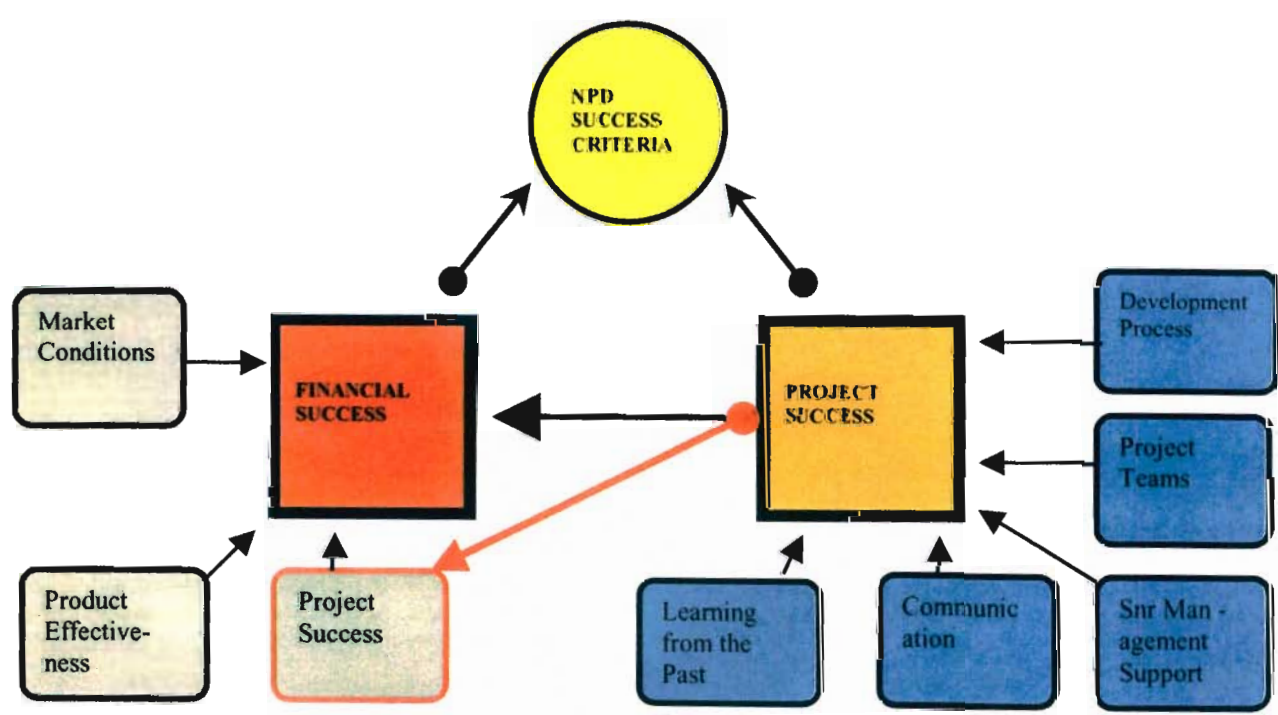 NPD
SUCCESS
CRITERIA
Market
Conditions
FINANCIAL
SUCCESS
PROJECT
SUCCESS
Development
Process
Project
Teams
Product
Effective-
ness
Project
Success
Learning
from the
Past
Communic
ation
Snr Man -
agement
Support